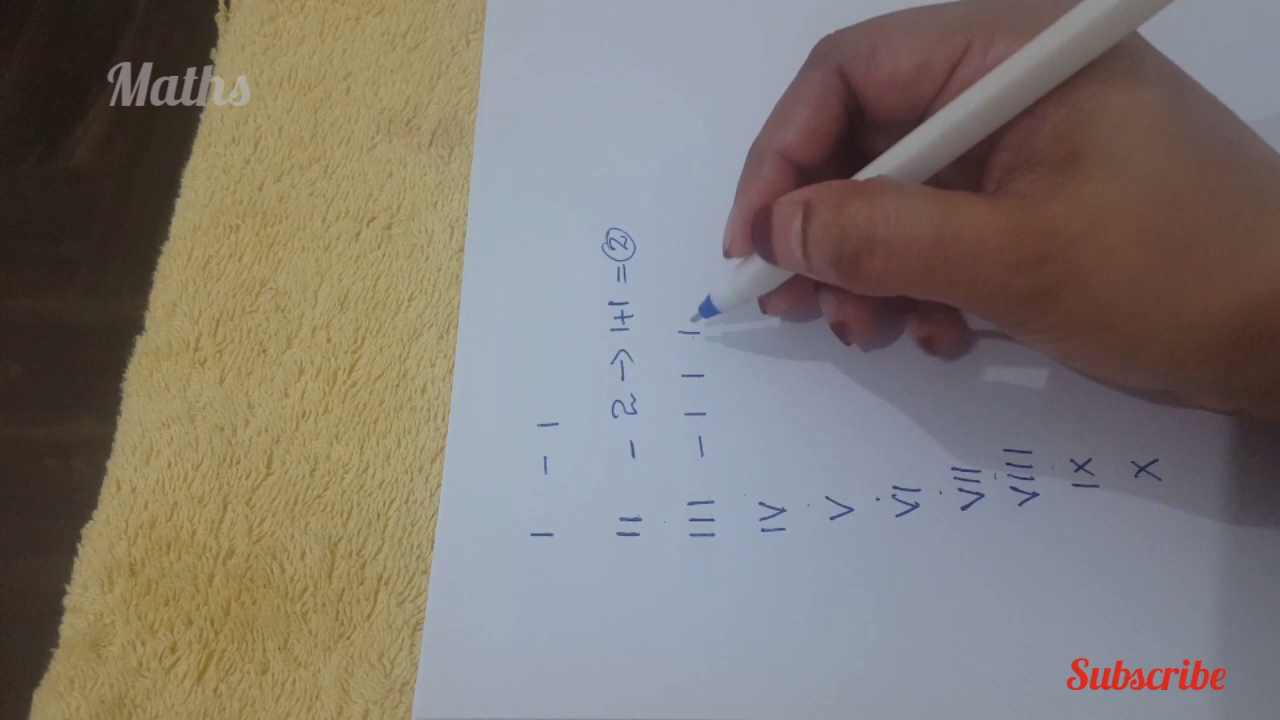 Maths
I - 1
II - 2 → 1+1 = 2
III - 1 1 1
IV
V
VI
VII
VIII
IX
X
Subscribe